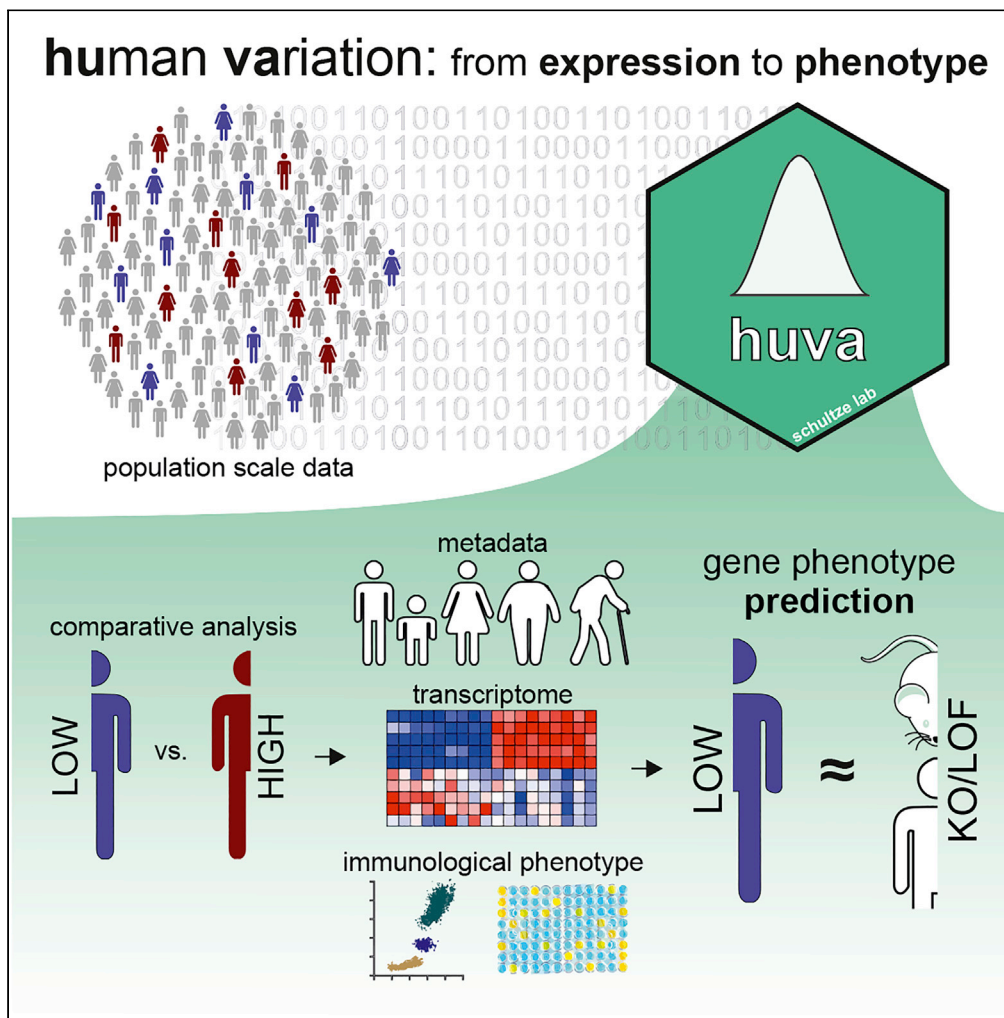 human variation: from expression to phenotype
huva
schultze lab
population scale data
metadata
gene phenotype
prediction
comparative analysis
LOW
vs.
HIGH
transcriptome
LOW
≈
KO/LOF
immunological phenotype